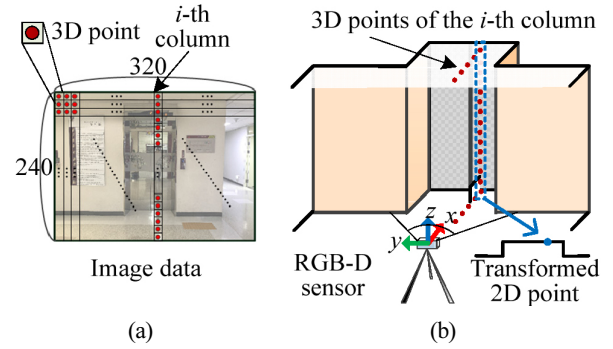 3D point
i-th
column
320
240
Image data
(a)
3D points of the i-th column
z
x
y
RGB-D
sensor
Transformed
2D point
(b)